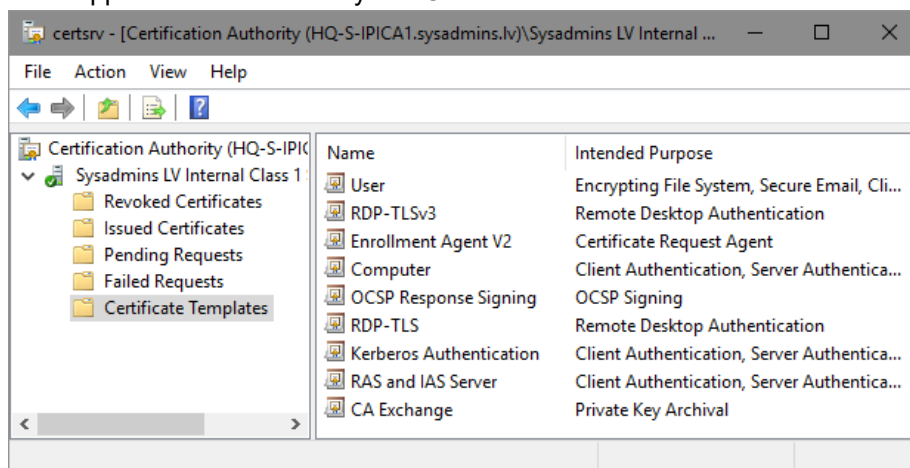 certsrv - [Certification Authority (HQ-S-IPICA1.sysadmins.lv)\Sysadmins LV Internal ...
File Action View Help
Certification Authority (HQ-S-IPI
Sysadmins LV Internal Class 1
Revoked Certificates
Issued Certificates
Pending Requests
Failed Requests
Certificate Templates
Name Intended Purpose
User Encrypting File System, Secure Email, Cli...
RDP-TLSv3 Remote Desktop Authentication
Enrollment Agent V2 Certificate Request Agent
Computer Client Authentication, Server Authentica...
OCSP Response Signing OCSP Signing
RDP-TLS Remote Desktop Authentication
Kerberos Authentication Client Authentication, Server Authentica...
RAS and IAS Server Client Authentication, Server Authentica...
CA Exchange Private Key Archival